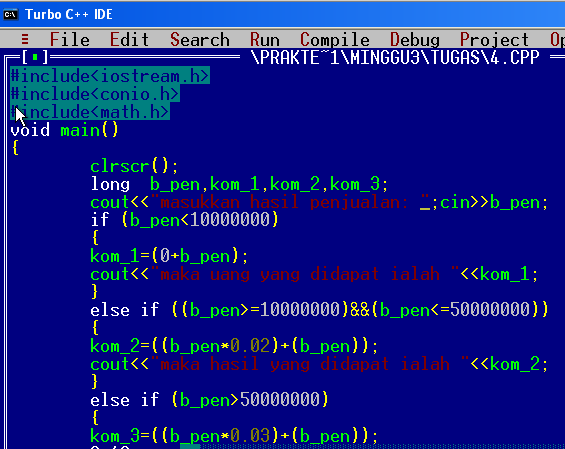 Turbo C++ IDE
≡ File Edit Search Run Compile Debug Project O
[■] \PRAKTE~1\MINGGU3\TUGAS\4.CPP
#include<iostream.h>
#include<conio.h>
#include<math.h>
void main()
{
clrscr();
long b_pen,kom_1,kom_2,kom_3;
cout<<"masukkan hasil penjualan: ";cin>>b_pen;
if (b_pen<10000000)
{
kom_1=(0+b_pen);
cout<<"maka uang yang didapat ialah "<<kom_1;
}
else if ((b_pen>=10000000)&&(b_pen<=50000000))
{
kom_2=((b_pen*0.02)+(b_pen));
cout<<"maka hasil yang didapat ialah "<<kom_2;
}
else if (b_pen>50000000)
{
kom_3=((b_pen*0.03)+(b_pen));